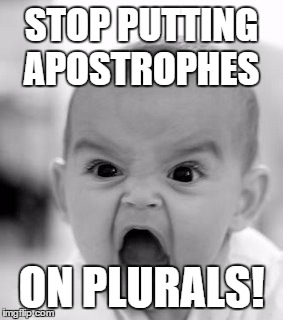 STOP PUTTING
APOSTROPHES
ON PLURALS!
imgflip.com